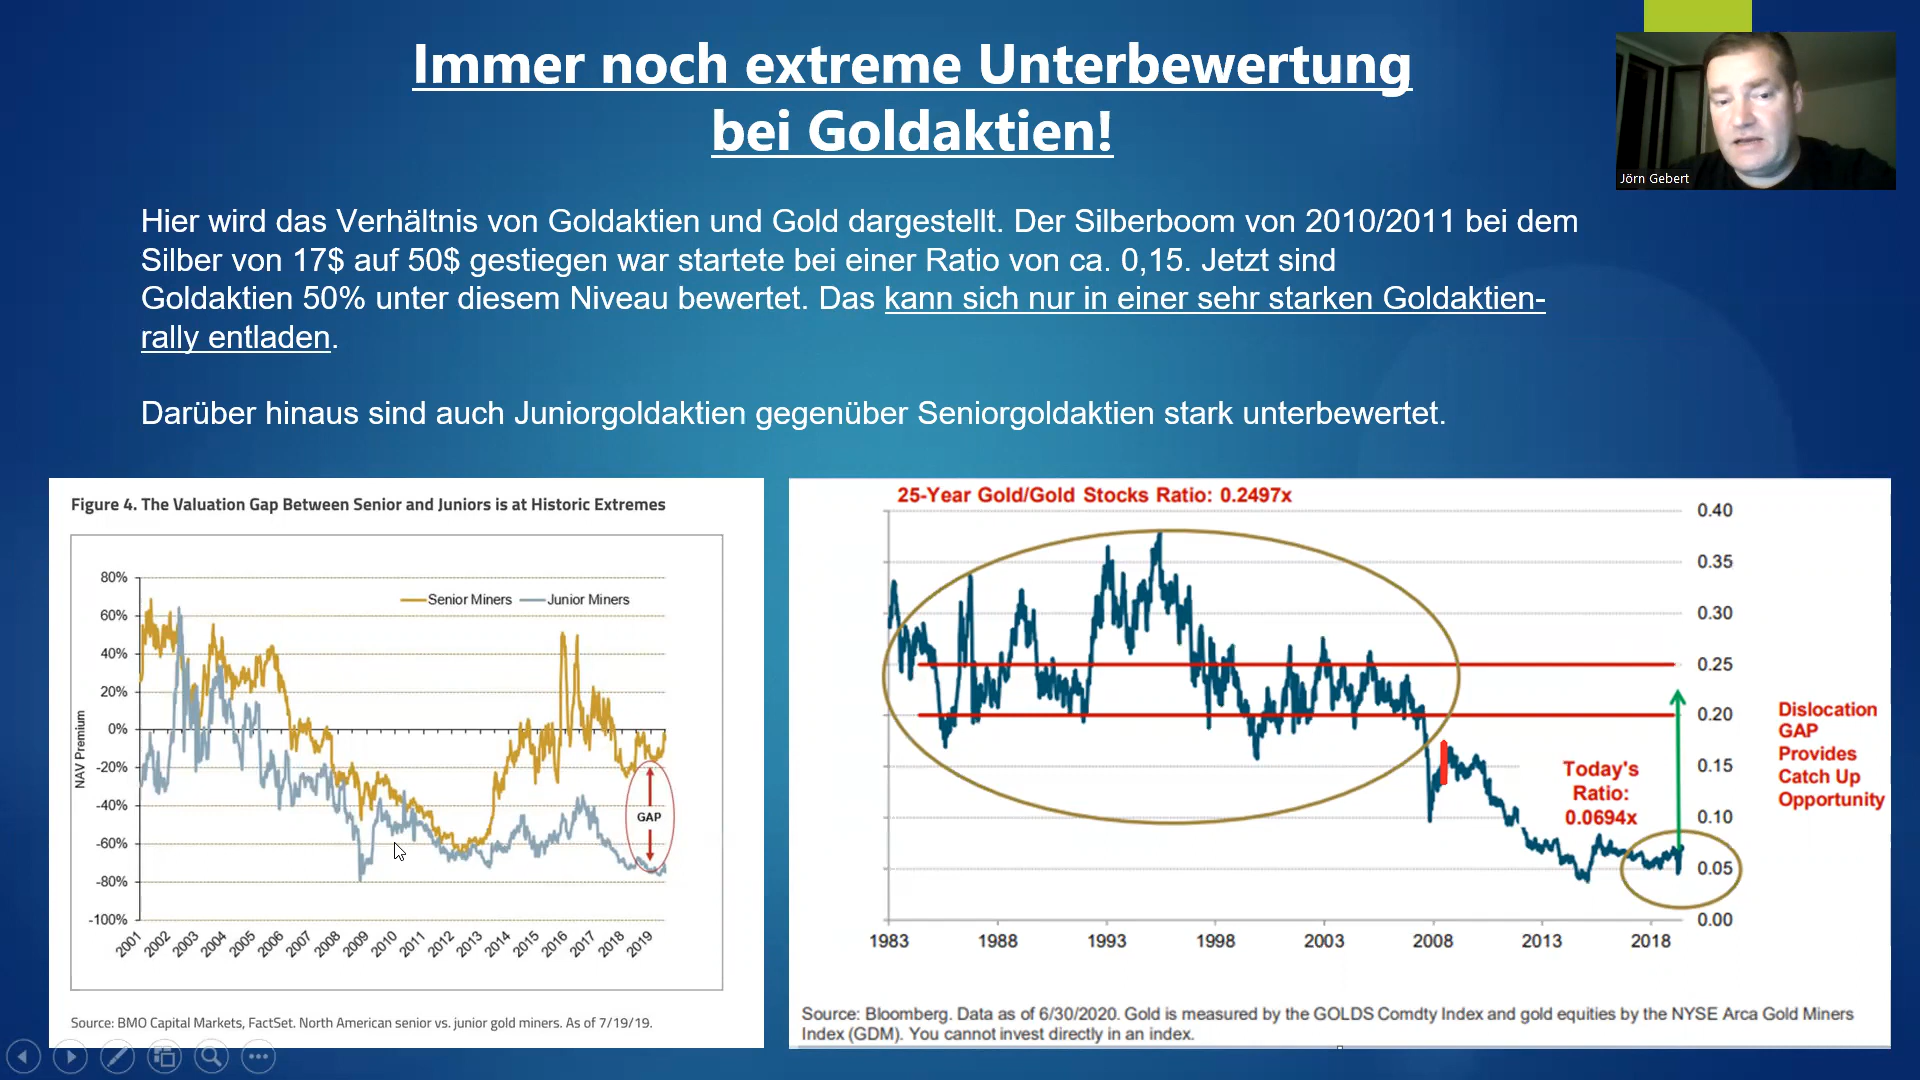 Immer noch extreme Unterbewertung
bei Goldaktien!
Jörn Gebert
Hier wird das Verhältnis von Goldaktien und Gold dargestellt. Der Silberboom von 2010/2011 bei dem
Silber von 17$ auf 50$ gestiegen war startete bei einer Ratio von ca. 0,15. Jetzt sind
Goldaktien 50% unter diesem Niveau bewertet. Das kann sich nur in einer sehr starken Goldaktien-
rally entladen.
Darüber hinaus sind auch Juniorgoldaktien gegenüber Seniorgoldaktien stark unterbewertet.
Figure 4. The Valuation Gap Between Senior and Juniors is at Historic Extremes
80%
60%
40%
20%
0%
-20%
-40%
-60%
-80%
-100%
NAV Premium
Senior Miners
Junior Miners
GAP
2001
2002
2003
2004
2005
2006
2007
2008
2009
2010
2011
2012
2013
2014
2015
2016
2017
2018
2019
Source: BMO Capital Markets, FactSet. North American senior vs. junior gold miners. As of 7/19/19.
25-Year Gold/Gold Stocks Ratio: 0.2497x
0.40
0.35
0.30
0.25
0.20
0.15
0.10
0.05
0.00
Today's
Ratio:
0.0694x
Dislocation
GAP
Provides
Catch Up
Opportunity
1983
1988
1993
1998
2003
2008
2013
2018
Source: Bloomberg. Data as of 6/30/2020. Gold is measured by the GOLDS Comdty Index and gold equities by the NYSE Arca Gold Miners
Index (GDM). You cannot invest directly in an index.